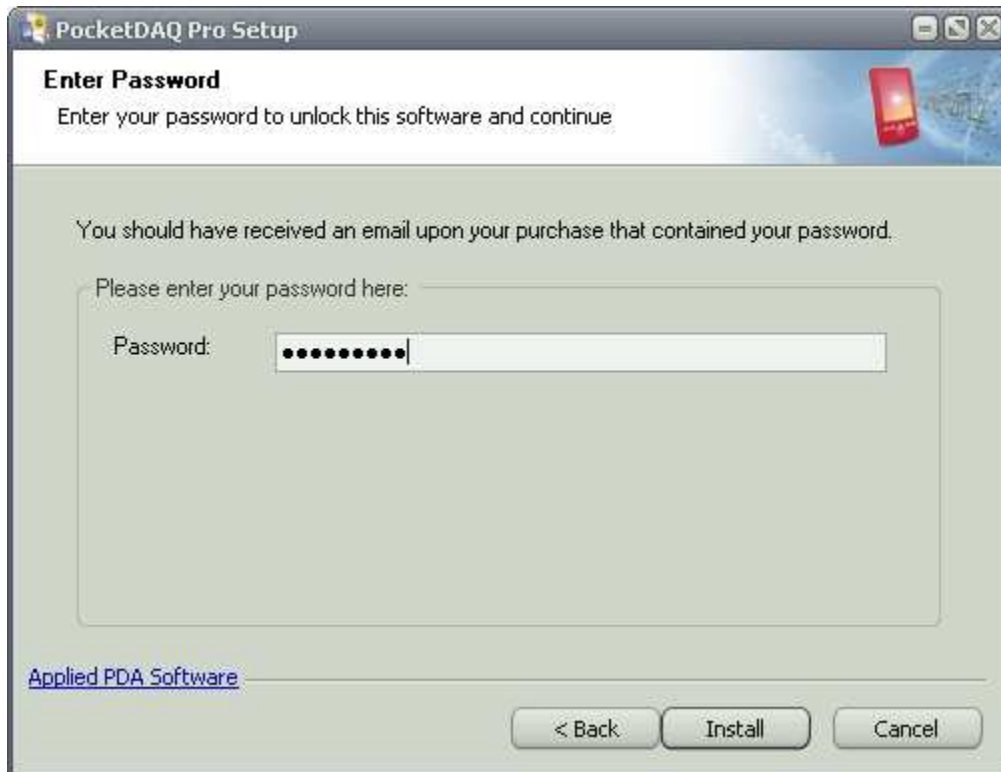 PocketDAQ Pro Setup
Enter Password
Enter your password to unlock this software and continue
You should have received an email upon your purchase that contained your password.
Please enter your password here:
Password: •••••••••
Applied PDA Software
< Back Install Cancel